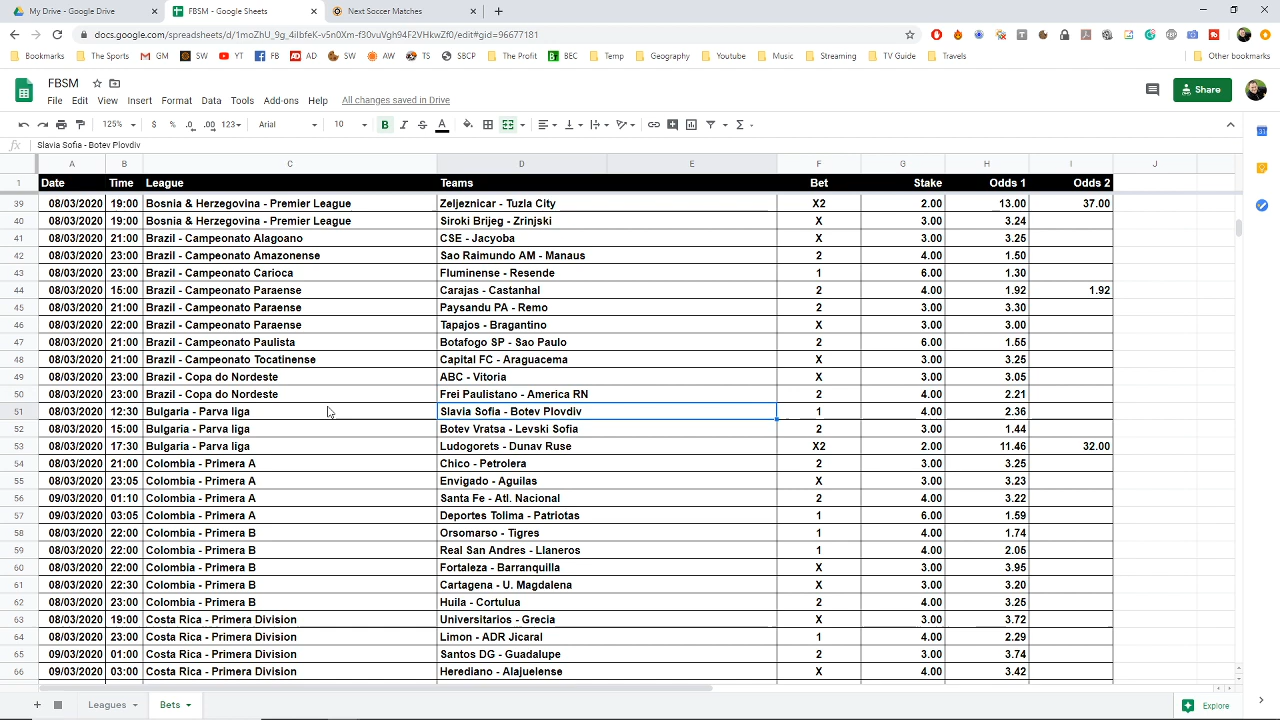 My Drive - Google Drive FBSM - Google Sheets Next Soccer Matches
docs.google.com/spreadsheets/d/1moZhU_9g_4iIbfeK-v5n0Xm-f30vuVgh94F2VHkwZf0/edit#gid=96677181
Bookmarks The Sports GM SW YT FB AD SW AW TS SBCP The Profit BEC Temp Geography Youtube Music Streaming TV Guide Travels Other bookmarks
FBSM
File Edit View Insert Format Data Tools Add-ons Help All changes saved in Drive
Share
125% $ % .0 .00 123 Arial 10 B I S A
fx Slavia Sofia - Botev Plovdiv
A B C D E F G H I J
1 Date Time League Teams Bet Stake Odds 1 Odds 2
39 08/03/2020 19:00 Bosnia & Herzegovina - Premier League Zeljeznicar - Tuzla City X2 2.00 13.00 37.00
40 08/03/2020 19:00 Bosnia & Herzegovina - Premier League Siroki Brijeg - Zrinjski X 3.00 3.24
41 08/03/2020 21:00 Brazil - Campeonato Alagoano CSE - Jacyoba X 3.00 3.25
42 08/03/2020 23:00 Brazil - Campeonato Amazonense Sao Raimundo AM - Manaus 2 4.00 1.50
43 08/03/2020 23:00 Brazil - Campeonato Carioca Fluminense - Resende 1 6.00 1.30
44 08/03/2020 15:00 Brazil - Campeonato Paraense Carajas - Castanhal 2 4.00 1.92 1.92
45 08/03/2020 21:00 Brazil - Campeonato Paraense Paysandu PA - Remo 2 3.00 3.30
46 08/03/2020 22:00 Brazil - Campeonato Paraense Tapajos - Bragantino X 3.00 3.00
47 08/03/2020 21:00 Brazil - Campeonato Paulista Botafogo SP - Sao Paulo 2 6.00 1.55
48 08/03/2020 21:00 Brazil - Campeonato Tocatinense Capital FC - Araguacema X 3.00 3.25
49 08/03/2020 23:00 Brazil - Copa do Nordeste ABC - Vitoria X 3.00 3.05
50 08/03/2020 23:00 Brazil - Copa do Nordeste Frei Paulistano - America RN 2 4.00 2.21
51 08/03/2020 12:30 Bulgaria - Parva liga Slavia Sofia - Botev Plovdiv 1 4.00 2.36
52 08/03/2020 15:00 Bulgaria - Parva liga Botev Vratsa - Levski Sofia 2 3.00 1.44
53 08/03/2020 17:30 Bulgaria - Parva liga Ludogorets - Dunav Ruse X2 2.00 11.46 32.00
54 08/03/2020 21:00 Colombia - Primera A Chico - Petrolera 2 3.00 3.25
55 08/03/2020 23:05 Colombia - Primera A Envigado - Aguilas X 3.00 3.23
56 09/03/2020 01:10 Colombia - Primera A Santa Fe - Atl. Nacional 2 4.00 3.22
57 09/03/2020 03:05 Colombia - Primera A Deportes Tolima - Patriotas 1 6.00 1.59
58 08/03/2020 22:00 Colombia - Primera B Orsomarso - Tigres 1 4.00 1.74
59 08/03/2020 22:00 Colombia - Primera B Real San Andres - Llaneros 1 4.00 2.05
60 08/03/2020 22:00 Colombia - Primera B Fortaleza - Barranquilla X 3.00 3.95
61 08/03/2020 22:30 Colombia - Primera B Cartagena - U. Magdalena X 3.00 3.20
62 08/03/2020 23:00 Colombia - Primera B Huila - Cortulua 2 4.00 3.25
63 08/03/2020 19:00 Costa Rica - Primera Division Universitarios - Grecia X 3.00 3.72
64 08/03/2020 23:00 Costa Rica - Primera Division Limon - ADR Jicaral 1 4.00 2.29
65 09/03/2020 01:00 Costa Rica - Primera Division Santos DG - Guadalupe 2 3.00 3.74
66 09/03/2020 03:00 Costa Rica - Primera Division Herediano - Alajuelense X 4.00 3.42
Leagues Bets Explore